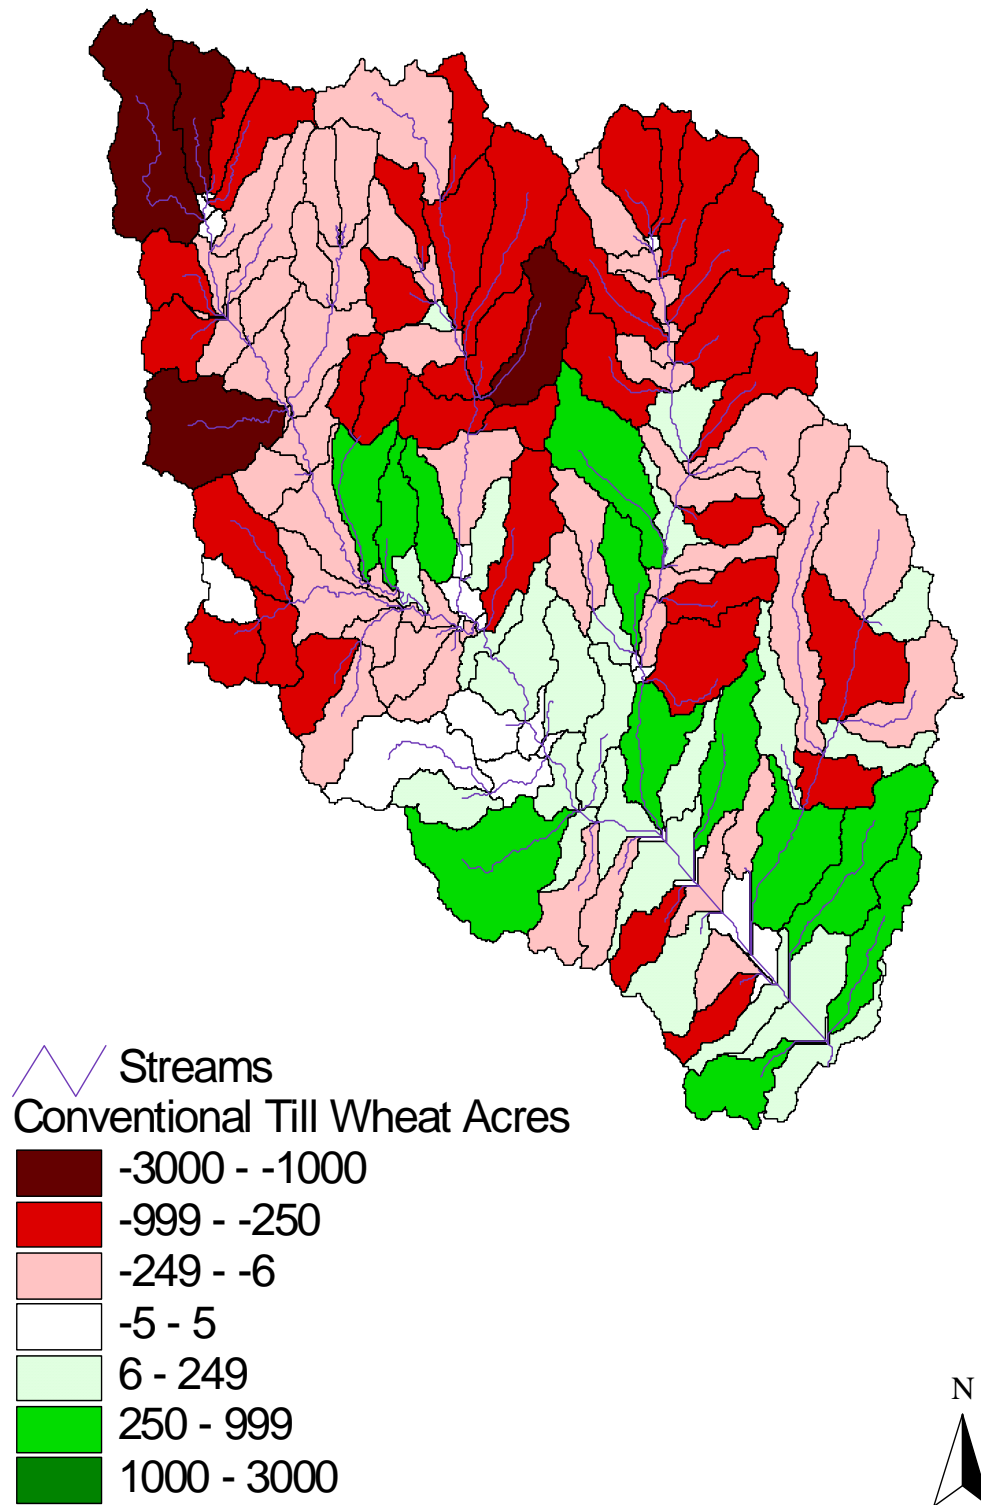 Streams
Conventional Till Wheat Acres
-3000 - -1000
-999 - -250
-249 - -6
-5 - 5
6 - 249
250 - 999
1000 - 3000
N